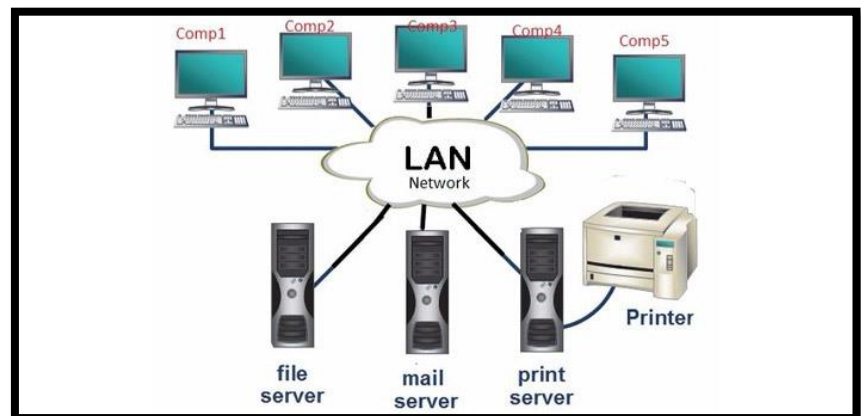 Comp1
Comp2
Comp3
Comp4
Comp5
LAN
Network
Printer
file
server
mail
server
print
server